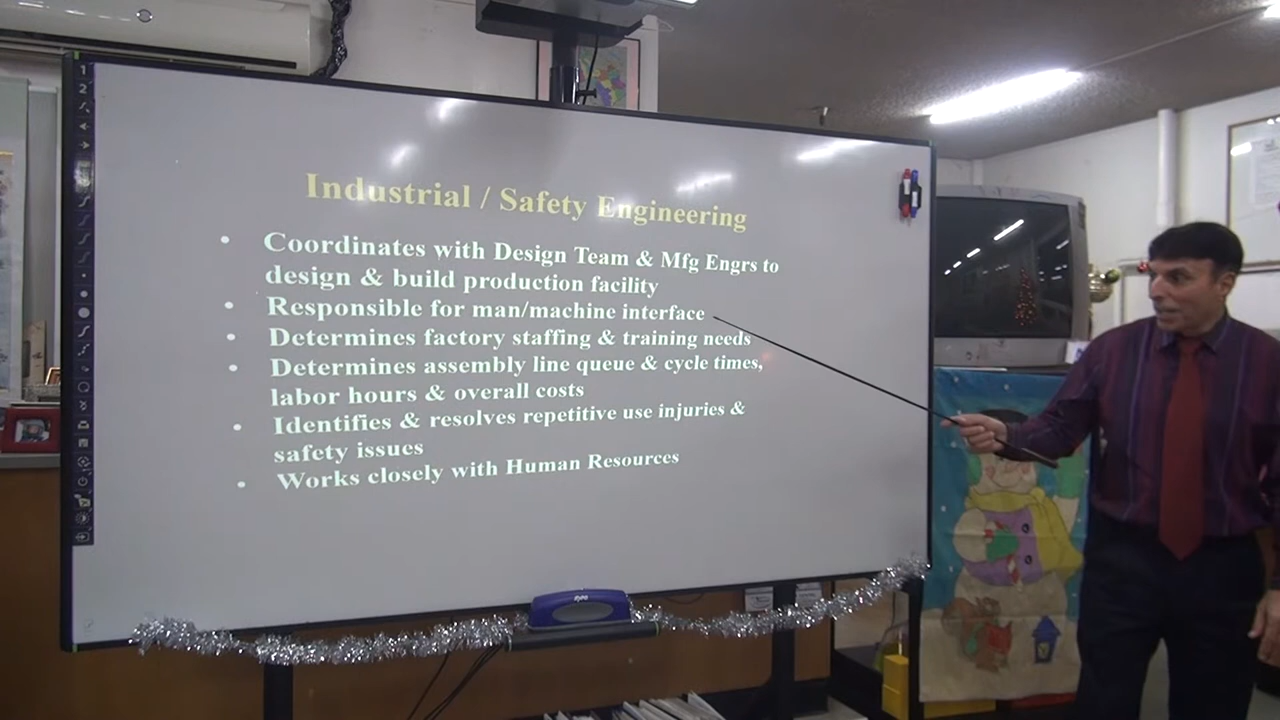 Industrial / Safety Engineering
• Coordinates with Design Team & Mfg Engrs to
design & build production facility
• Responsible for man/machine interface
• Determines factory staffing & training needs
• Determines assembly line queue & cycle times,
labor hours & overall costs
• Identifies & resolves repetitive use injuries &
safety issues
• Works closely with Human Resources
1
2